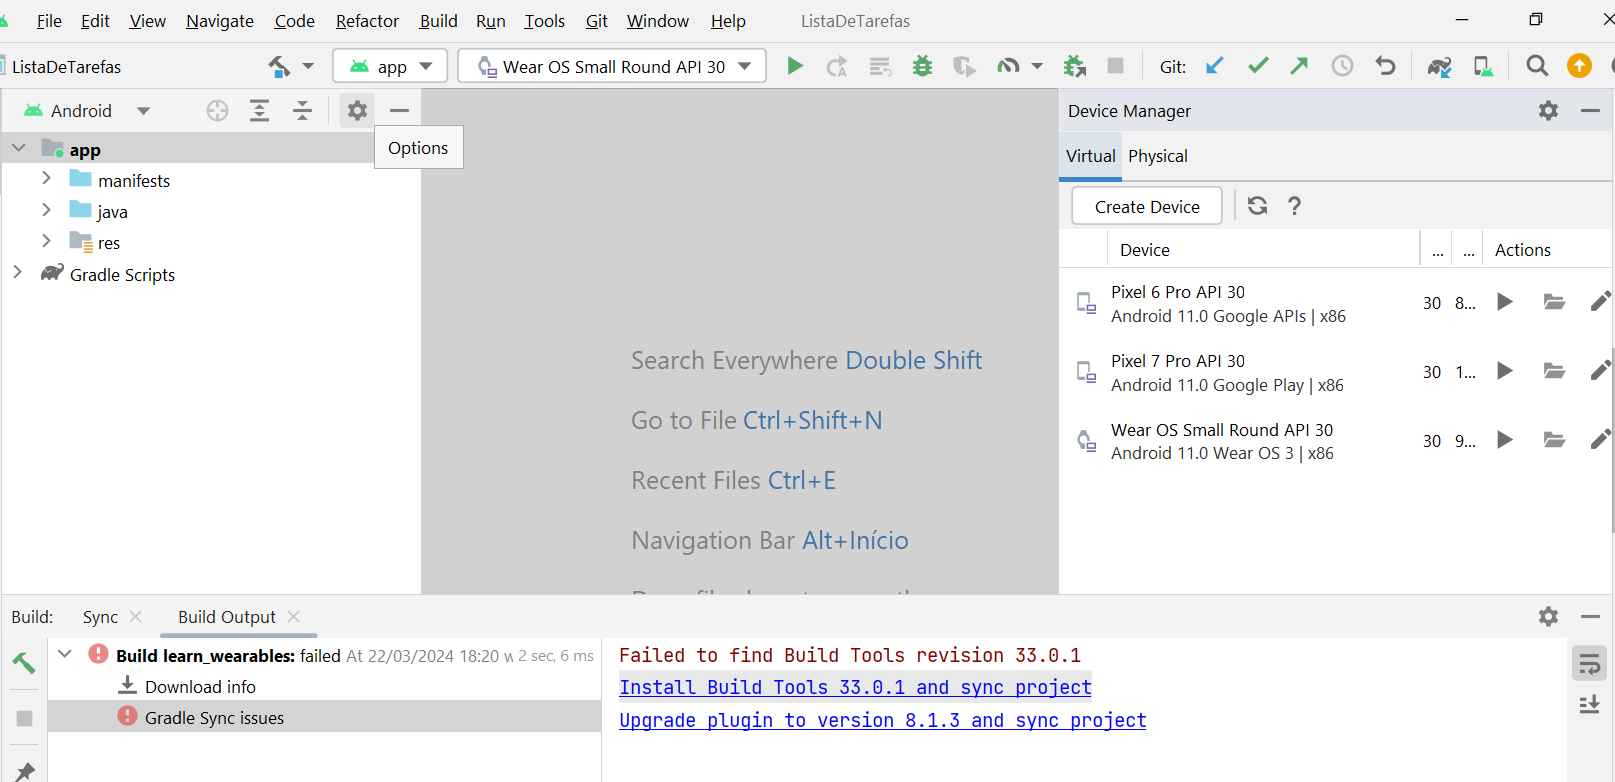 File Edit View Navigate Code Refactor Build Run Tools Git Window Help ListaDeTarefas
ListaDeTarefas app Wear OS Small Round API 30 Git:
Android
Options
app
manifests
java
res
Gradle Scripts
Search Everywhere Double Shift
Go to File Ctrl+Shift+N
Recent Files Ctrl+E
Navigation Bar Alt+Início
Device Manager
Virtual Physical
Create Device ?
Device ... ... Actions
Pixel 6 Pro API 30
Android 11.0 Google APIs | x86
30 8...
Pixel 7 Pro API 30
Android 11.0 Google Play | x86
30 1...
Wear OS Small Round API 30
Android 11.0 Wear OS 3 | x86
30 9...
Build: Sync Build Output
Build learn_wearables: failed At 22/03/2024 18:20 w 2 sec, 6 ms
Download info
Gradle Sync issues
Failed to find Build Tools revision 33.0.1
Install Build Tools 33.0.1 and sync project
Upgrade plugin to version 8.1.3 and sync project